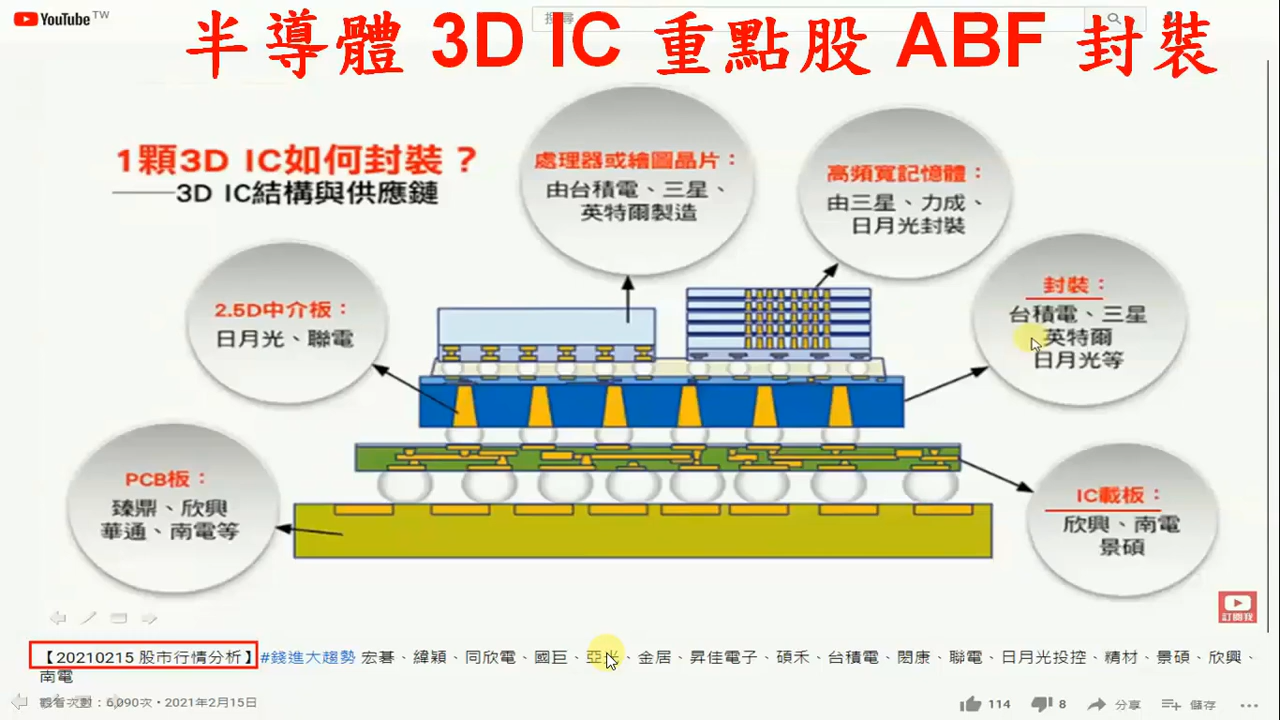 YouTube TW
搜尋
半導體 3D IC 重點股 ABF 封裝
1顆3D IC如何封裝？
——3D IC結構與供應鏈
處理器或繪圖晶片：
由台積電、三星、
英特爾製造
高頻寬記憶體：
由三星、力成、
日月光封裝
2.5D中介板：
日月光、聯電
封裝：
台積電、三星
英特爾
日月光等
PCB板：
臻鼎、欣興
華通、南電等
IC載板：
欣興、南電
景碩
訂閱我
【20210215 股市行情分析】#錢進大趨勢 宏碁、緯穎、同欣電、國巨、亞光、金居、昇佳電子、碩禾、台積電、閎康、聯電、日月光投控、精材、景碩、欣興、
南電
觀看次數：6,090次・2021年2月15日
114 8 分享 儲存